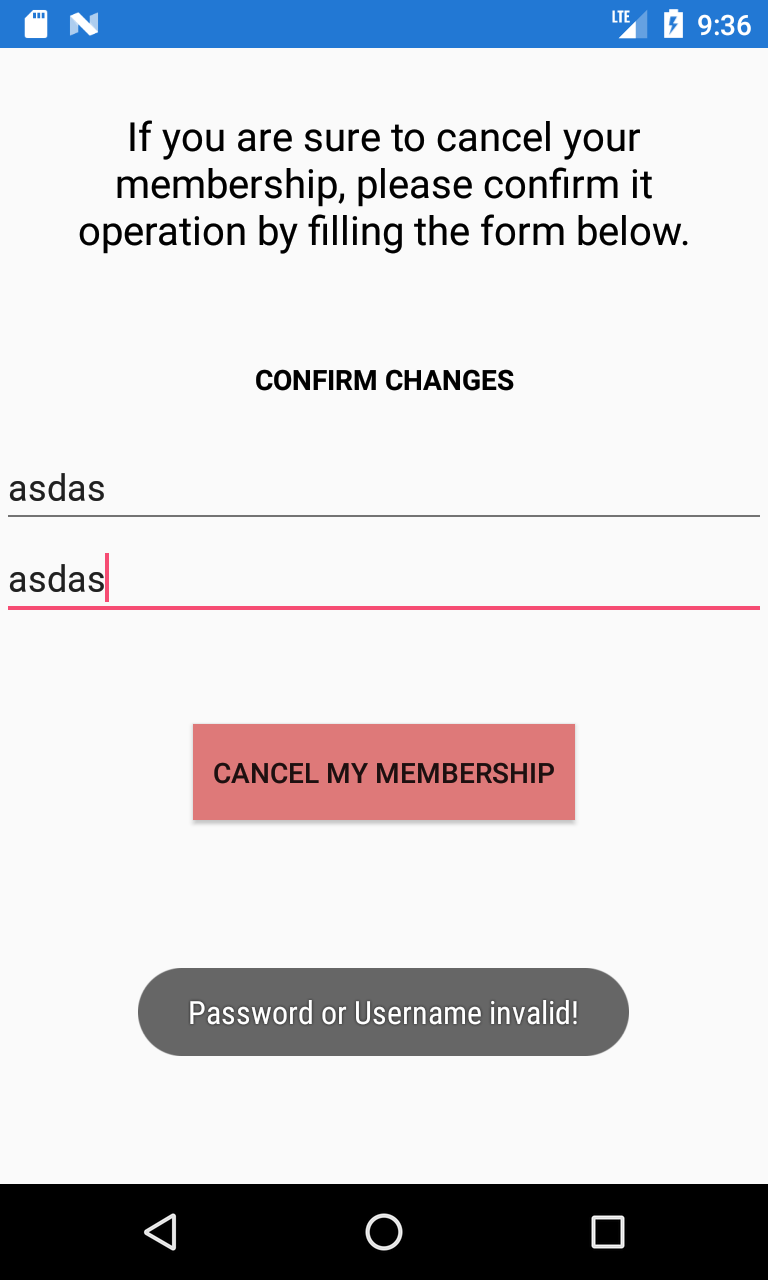 LTE 9:36
If you are sure to cancel your
membership, please confirm it
operation by filling the form below.
CONFIRM CHANGES
asdas
asdas
CANCEL MY MEMBERSHIP
Password or Username invalid!